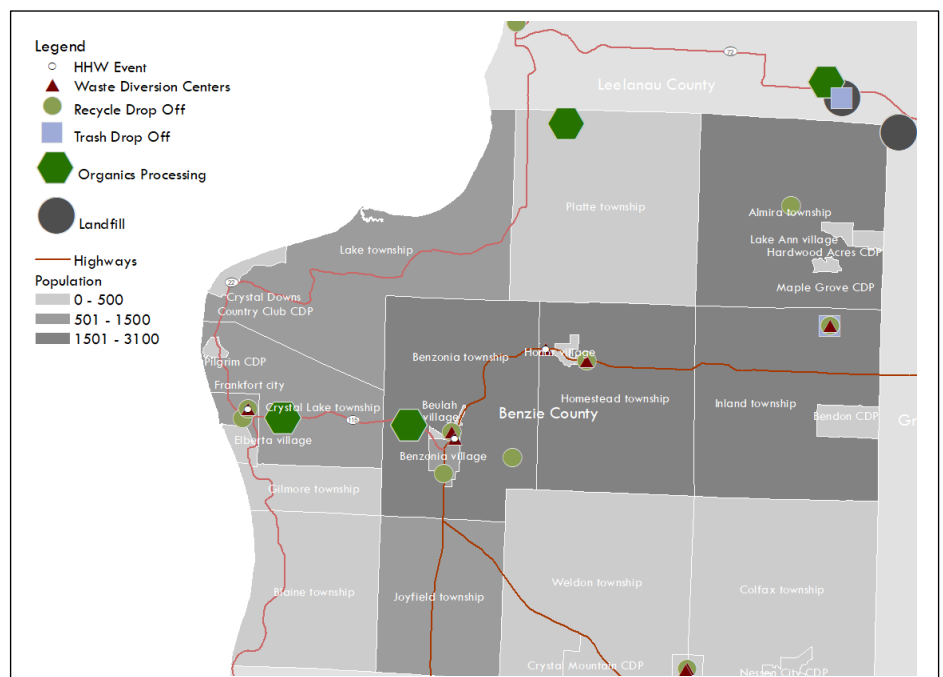 Legend
HHW Event
Waste Diversion Centers
Recycle Drop Off
Trash Drop Off
Organics Processing
Landfill
Highways
Population
0 - 500
501 - 1500
1501 - 3100
72
Leelanau County
Platte township
Almira township
Lake Ann village
Hardwood Acres CDP
Maple Grove CDP
Lake township
22
Crystal Downs
Country Club CDP
Pilgrim CDP
Frankfort city
Crystal Lake township
115
Elberta village
Benzonia township
Beulah
village
Benzonia village
Homestead township
Benzie County
Inland township
Bendon CDP
Gilmore township
Blaine township
Joyfield township
Weldon township
Colfax township
Crystal Mountain CDP
Nessen City CDP